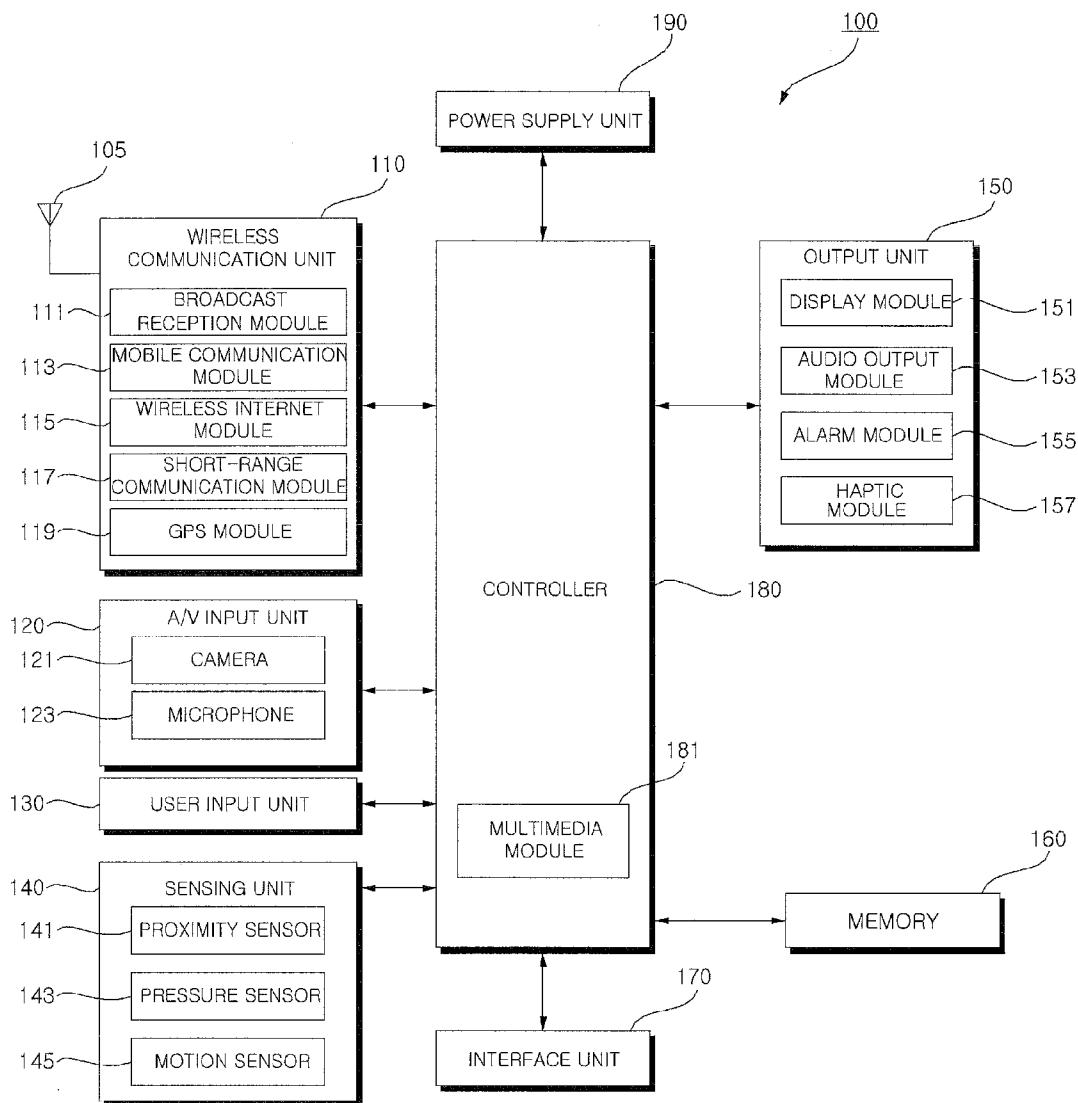 100
190
POWER SUPPLY UNIT
105
110
WIRELESS
COMMUNICATION UNIT
111
BROADCAST
RECEPTION MODULE
113
MOBILE COMMUNICATION
MODULE
115
WIRELESS INTERNET
MODULE
117
SHORT-RANGE
COMMUNICATION MODULE
119
GPS MODULE
120
A/V INPUT UNIT
121
CAMERA
123
MICROPHONE
130
USER INPUT UNIT
140
SENSING UNIT
141
PROXIMITY SENSOR
143
PRESSURE SENSOR
145
MOTION SENSOR
CONTROLLER
180
181
MULTIMEDIA
MODULE
150
OUTPUT UNIT
DISPLAY MODULE
151
AUDIO OUTPUT
MODULE
153
ALARM MODULE
155
HAPTIC
MODULE
157
160
MEMORY
170
INTERFACE UNIT